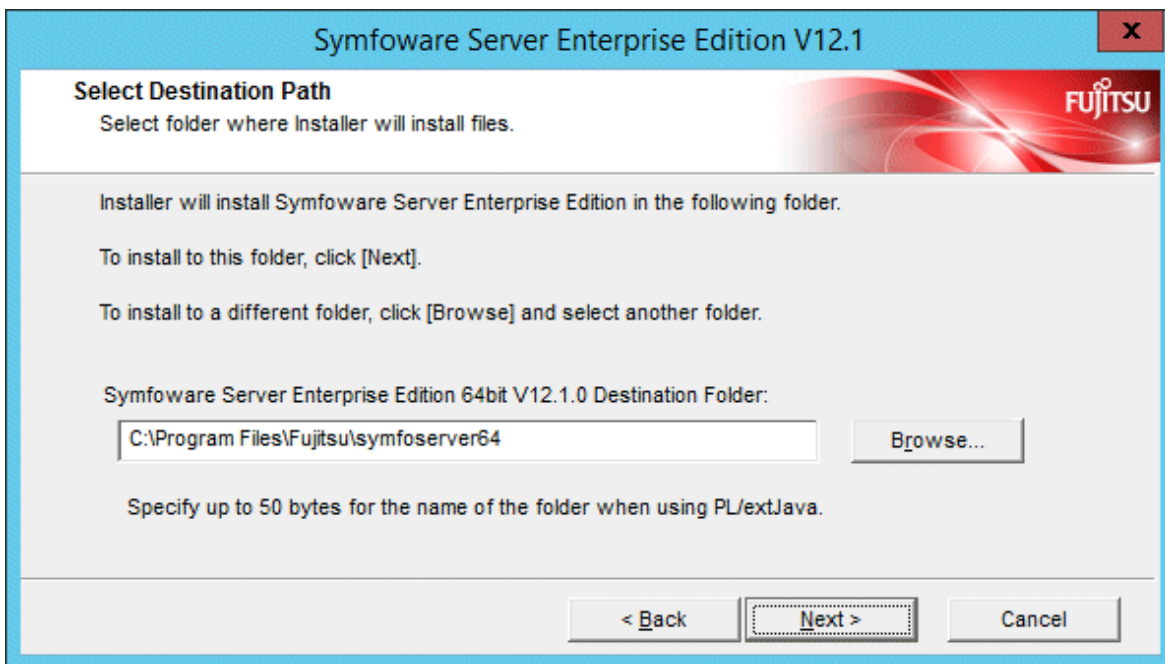 Symfoware Server Enterprise Edition V12.1
x
Select Destination Path
Select folder where Installer will install files.
FUJITSU
Installer will install Symfoware Server Enterprise Edition in the following folder.
To install to this folder, click [Next].
To install to a different folder, click [Browse] and select another folder.
Symfoware Server Enterprise Edition 64bit V12.1.0 Destination Folder:
C:\Program Files\Fujitsu\symfoserver64
Browse...
Specify up to 50 bytes for the name of the folder when using PL/extJava.
< Back
Next >
Cancel